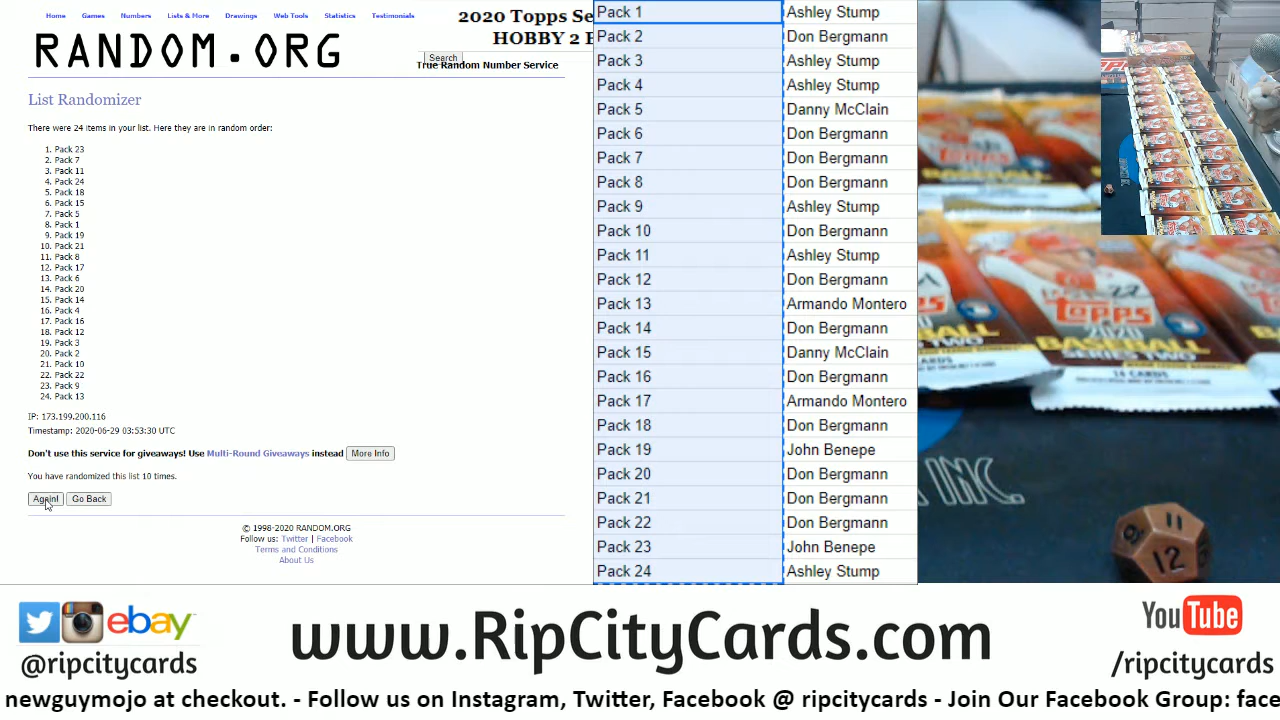 Home Games Numbers Lists & More Drawings Web Tools Statistics Testimonials
2020 Topps Se
HOBBY 2 
RANDOM.ORG
Search
True Random Number Service
List Randomizer
There were 24 items in your list. Here they are in random order:
1. Pack 23
2. Pack 7
3. Pack 11
4. Pack 24
5. Pack 18
6. Pack 15
7. Pack 5
8. Pack 1
9. Pack 19
10. Pack 21
11. Pack 8
12. Pack 17
13. Pack 6
14. Pack 20
15. Pack 14
16. Pack 4
17. Pack 16
18. Pack 12
19. Pack 3
20. Pack 2
21. Pack 10
22. Pack 22
23. Pack 9
24. Pack 13
IP: 173.199.200.116
Timestamp: 2020-06-29 03:53:30 UTC
Don't use this service for giveaways! Use Multi-Round Giveaways instead More Info
You have randomized this list 10 times.
Again! Go Back
© 1998-2020 RANDOM.ORG
Follow us: Twitter | Facebook
Terms and Conditions
About Us
Pack 1 Ashley Stump
Pack 2 Don Bergmann
Pack 3 Ashley Stump
Pack 4 Ashley Stump
Pack 5 Danny McClain
Pack 6 Don Bergmann
Pack 7 Don Bergmann
Pack 8 Don Bergmann
Pack 9 Ashley Stump
Pack 10 Don Bergmann
Pack 11 Ashley Stump
Pack 12 Don Bergmann
Pack 13 Armando Montero
Pack 14 Don Bergmann
Pack 15 Danny McClain
Pack 16 Don Bergmann
Pack 17 Armando Montero
Pack 18 Don Bergmann
Pack 19 John Benepe
Pack 20 Don Bergmann
Pack 21 Don Bergmann
Pack 22 Don Bergmann
Pack 23 John Benepe
Pack 24 Ashley Stump
topps
2020
BASEBALL
SERIES TWO
14 CARDS
INC.
11
12
ebay
@ripcitycards
www.RipCityCards.com
YouTube
/ripcitycards
newguymojo at checkout. - Follow us on Instagram, Twitter, Facebook @ ripcitycards - Join Our Facebook Group: face